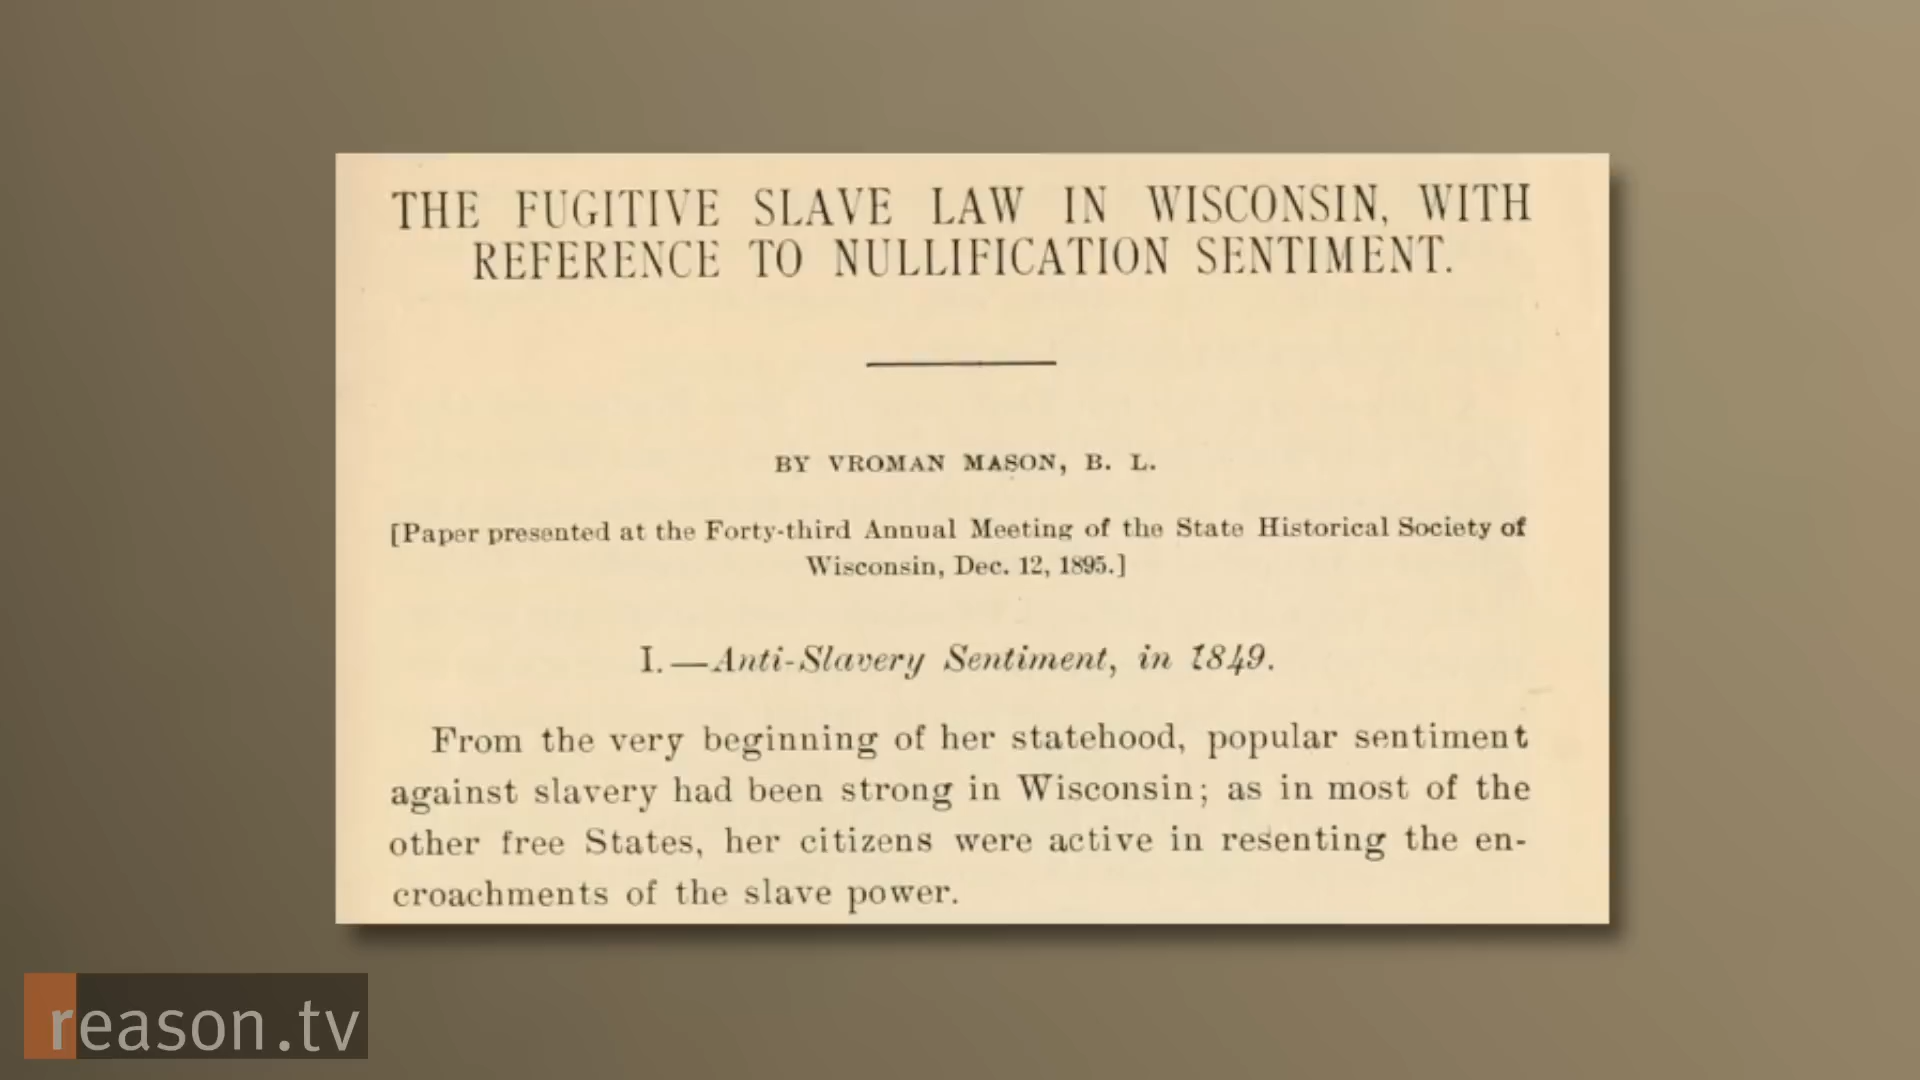 THE FUGITIVE SLAVE LAW IN WISCONSIN, WITH
REFERENCE TO NULLIFICATION SENTIMENT.
BY VROMAN MASON, B. L.
[Paper presented at the Forty-third Annual Meeting of the State Historical Society of
Wisconsin, Dec. 12, 1895.]
I.—Anti-Slavery Sentiment, in 1849.
From the very beginning of her statehood, popular sentiment
against slavery had been strong in Wisconsin; as in most of the
other free States, her citizens were active in resenting the en-
croachments of the slave power.
reason.tv